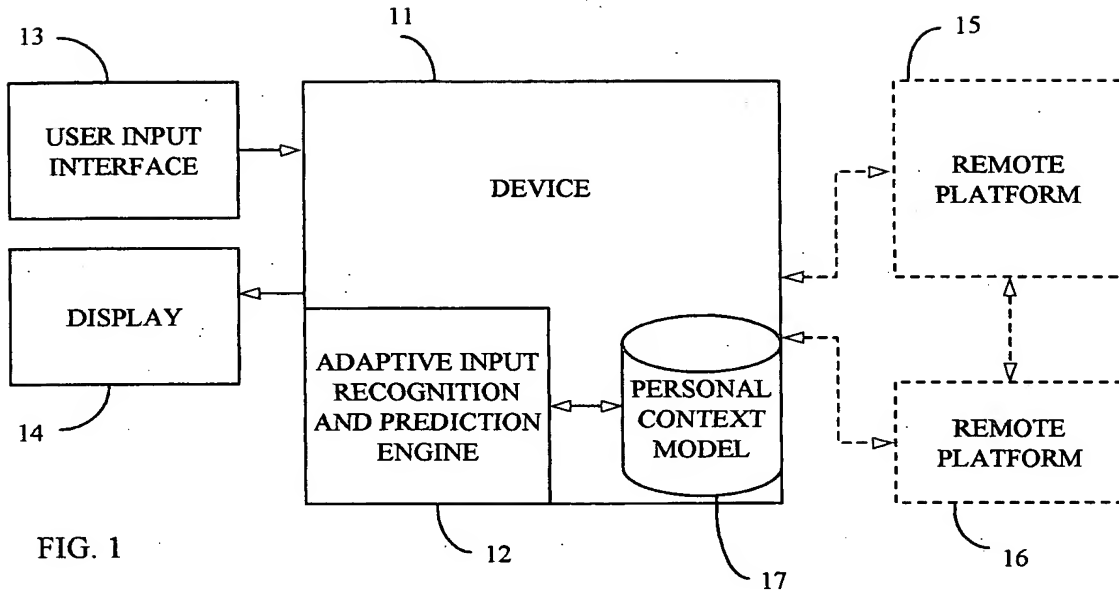 13
11
15
USER INPUT
INTERFACE
DEVICE
REMOTE
PLATFORM
DISPLAY
14
ADAPTIVE INPUT
RECOGNITION
AND PREDICTION
ENGINE
PERSONAL
CONTEXT
MODEL
REMOTE
PLATFORM
FIG. 1
12
17
16